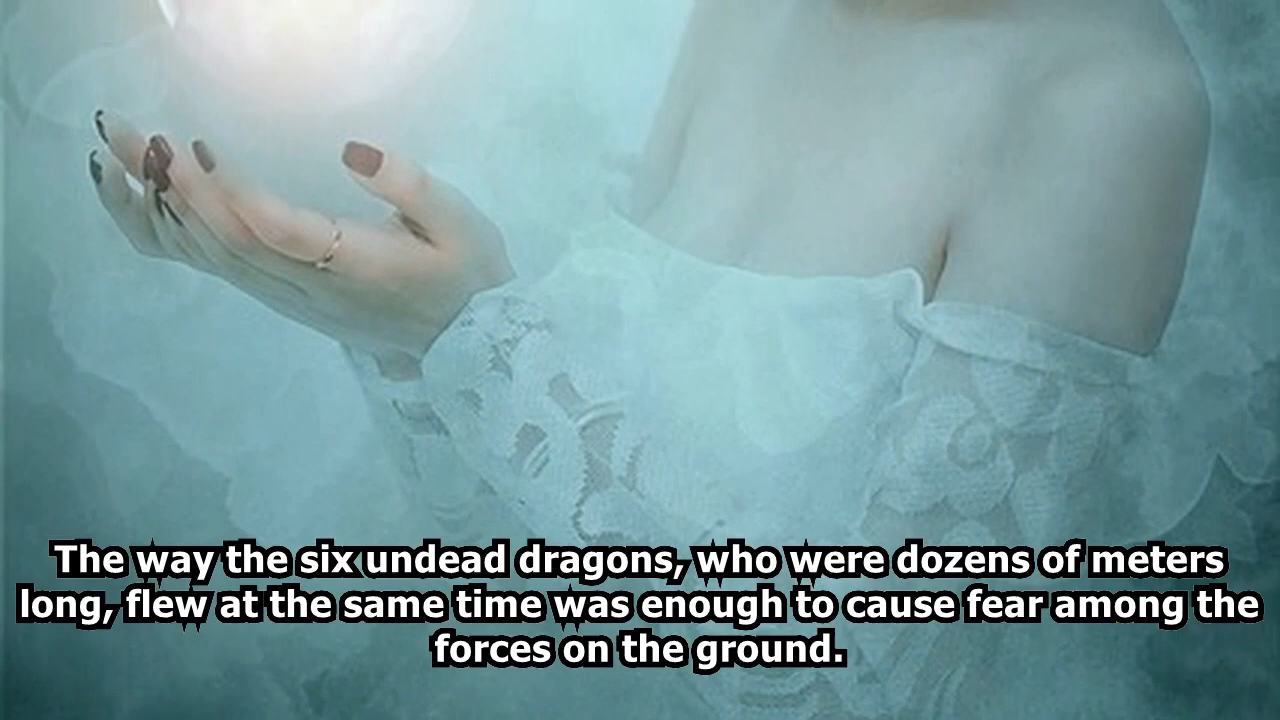 The way the six undead dragons, who were dozens of meters
long, flew at the same time was enough to cause fear among the
forces on the ground.